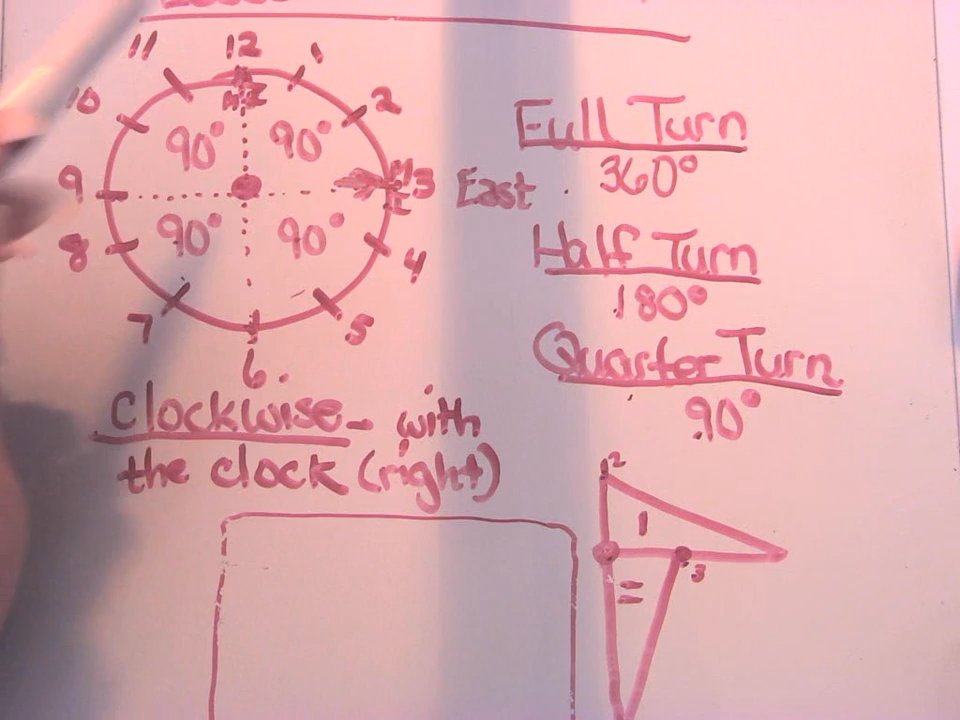 11 12 1
10 2
90° 90°
9 3 East
90° 90°
8 4
7 5
6
Clockwise - with
the clock (right)
Full Turn
360°
Half Turn
180°
Quarter Turn
90°
2
I
3
II